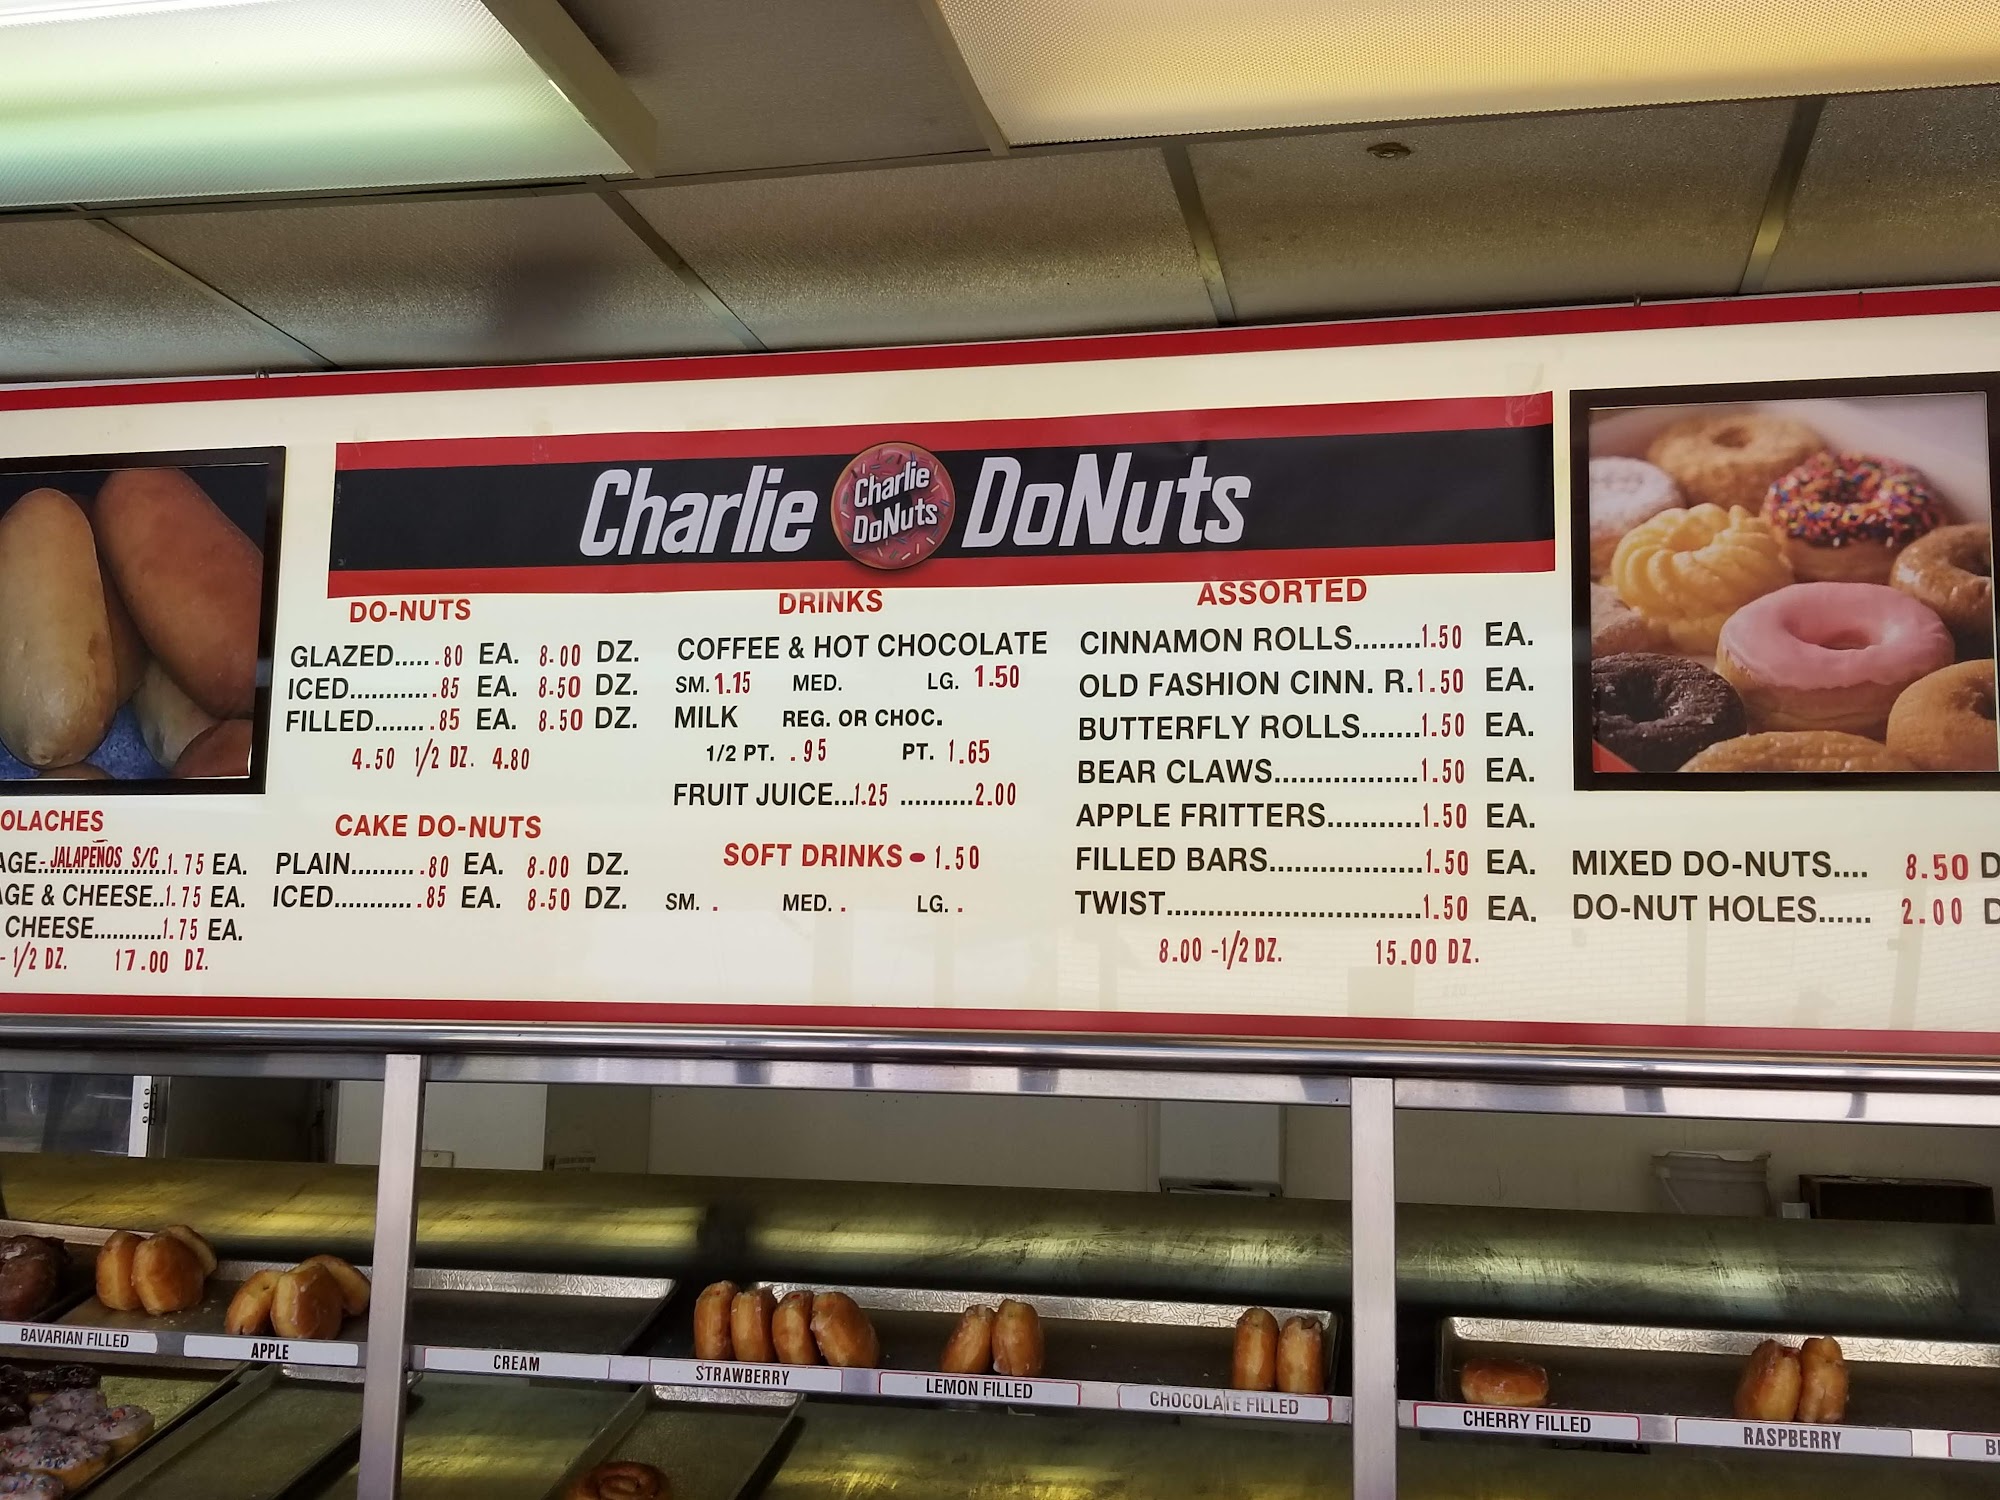 Charlie Charlie DoNuts DoNuts
DO-NUTS
GLAZED......80 EA. 8.00 DZ.
ICED............85 EA. 8.50 DZ.
FILLED........85 EA. 8.50 DZ.
4.50 1/2 DZ. 4.80
OLACHES
AGE-JALAPEÑOS S/C.1.75 EA.
AGE & CHEESE..1.75 EA.
CHEESE...........1.75 EA.
- 1/2 DZ. 17.00 DZ.
CAKE DO-NUTS
PLAIN..........80 EA. 8.00 DZ.
ICED.............85 EA. 8.50 DZ.
DRINKS
COFFEE & HOT CHOCOLATE
SM. 1.15 MED. LG. 1.50
MILK REG. OR CHOC.
1/2 PT. .95 PT. 1.65
FRUIT JUICE...1.25 ..........2.00
SOFT DRINKS • 1.50
SM. . MED. . LG. .
ASSORTED
CINNAMON ROLLS........1.50 EA.
OLD FASHION CINN. R.1.50 EA.
BUTTERFLY ROLLS.......1.50 EA.
BEAR CLAWS.................1.50 EA.
APPLE FRITTERS...........1.50 EA.
FILLED BARS..................1.50 EA.
TWIST...............................1.50 EA.
8.00 -1/2 DZ. 15.00 DZ.
MIXED DO-NUTS.... 8.50 D
DO-NUT HOLES...... 2.00 D
BAVARIAN FILLED
APPLE
CREAM
STRAWBERRY
LEMON FILLED
CHOCOLATE FILLED
CHERRY FILLED
RASPBERRY